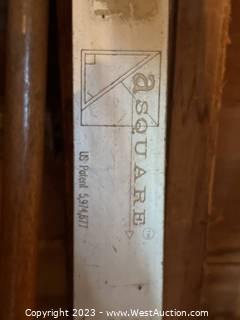 aSQUARE
US Patent 5,974,677
Copyright 2023 - www.WestAuction.com